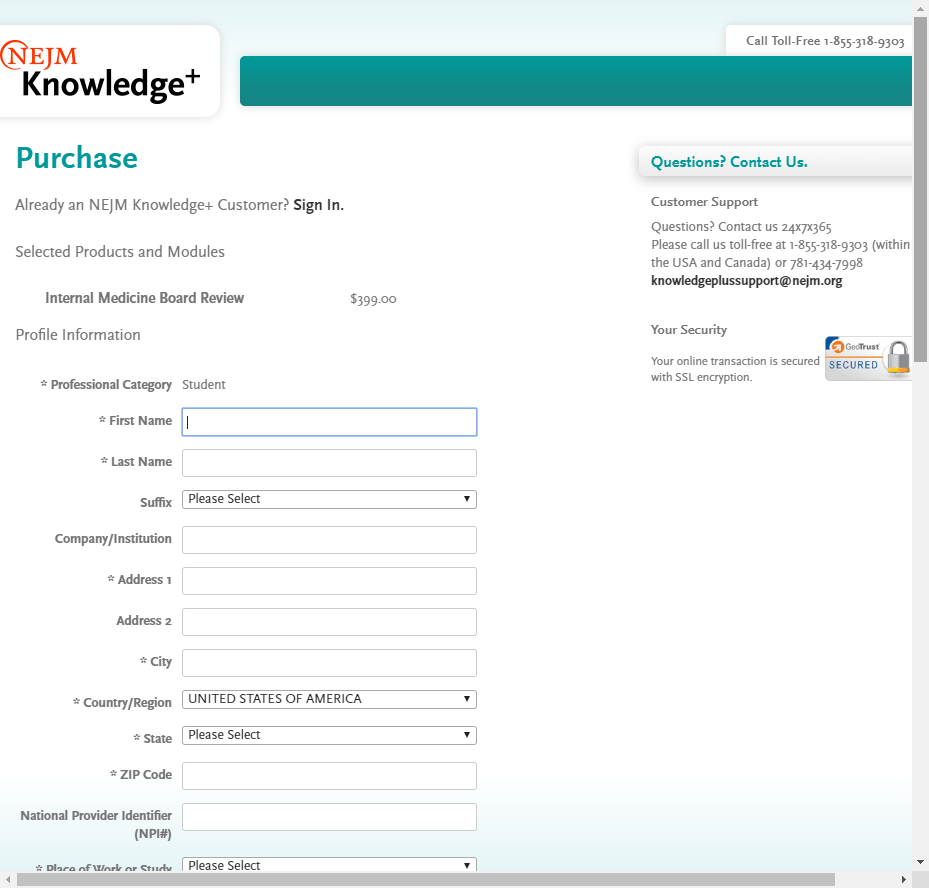 Call Toll-Free 1-855-318-9303
NEJM
Knowledge+
Purchase
Already an NEJM Knowledge+ Customer? Sign In.
Selected Products and Modules
Internal Medicine Board Review $399.00
Profile Information
* Professional Category Student
* First Name
* Last Name
Suffix Please Select
Company/Institution
* Address 1
Address 2
* City
* Country/Region UNITED STATES OF AMERICA
* State Please Select
* ZIP Code
National Provider Identifier
(NPI#)
* Place of Work or Study Please Select
Questions? Contact Us.
Customer Support
Questions? Contact us 24x7x365
Please call us toll-free at 1-855-318-9303 (within
the USA and Canada) or 781-434-7998
knowledgeplussupport@nejm.org
Your Security
Your online transaction is secured
with SSL encryption.
GeoTrust
SECURED